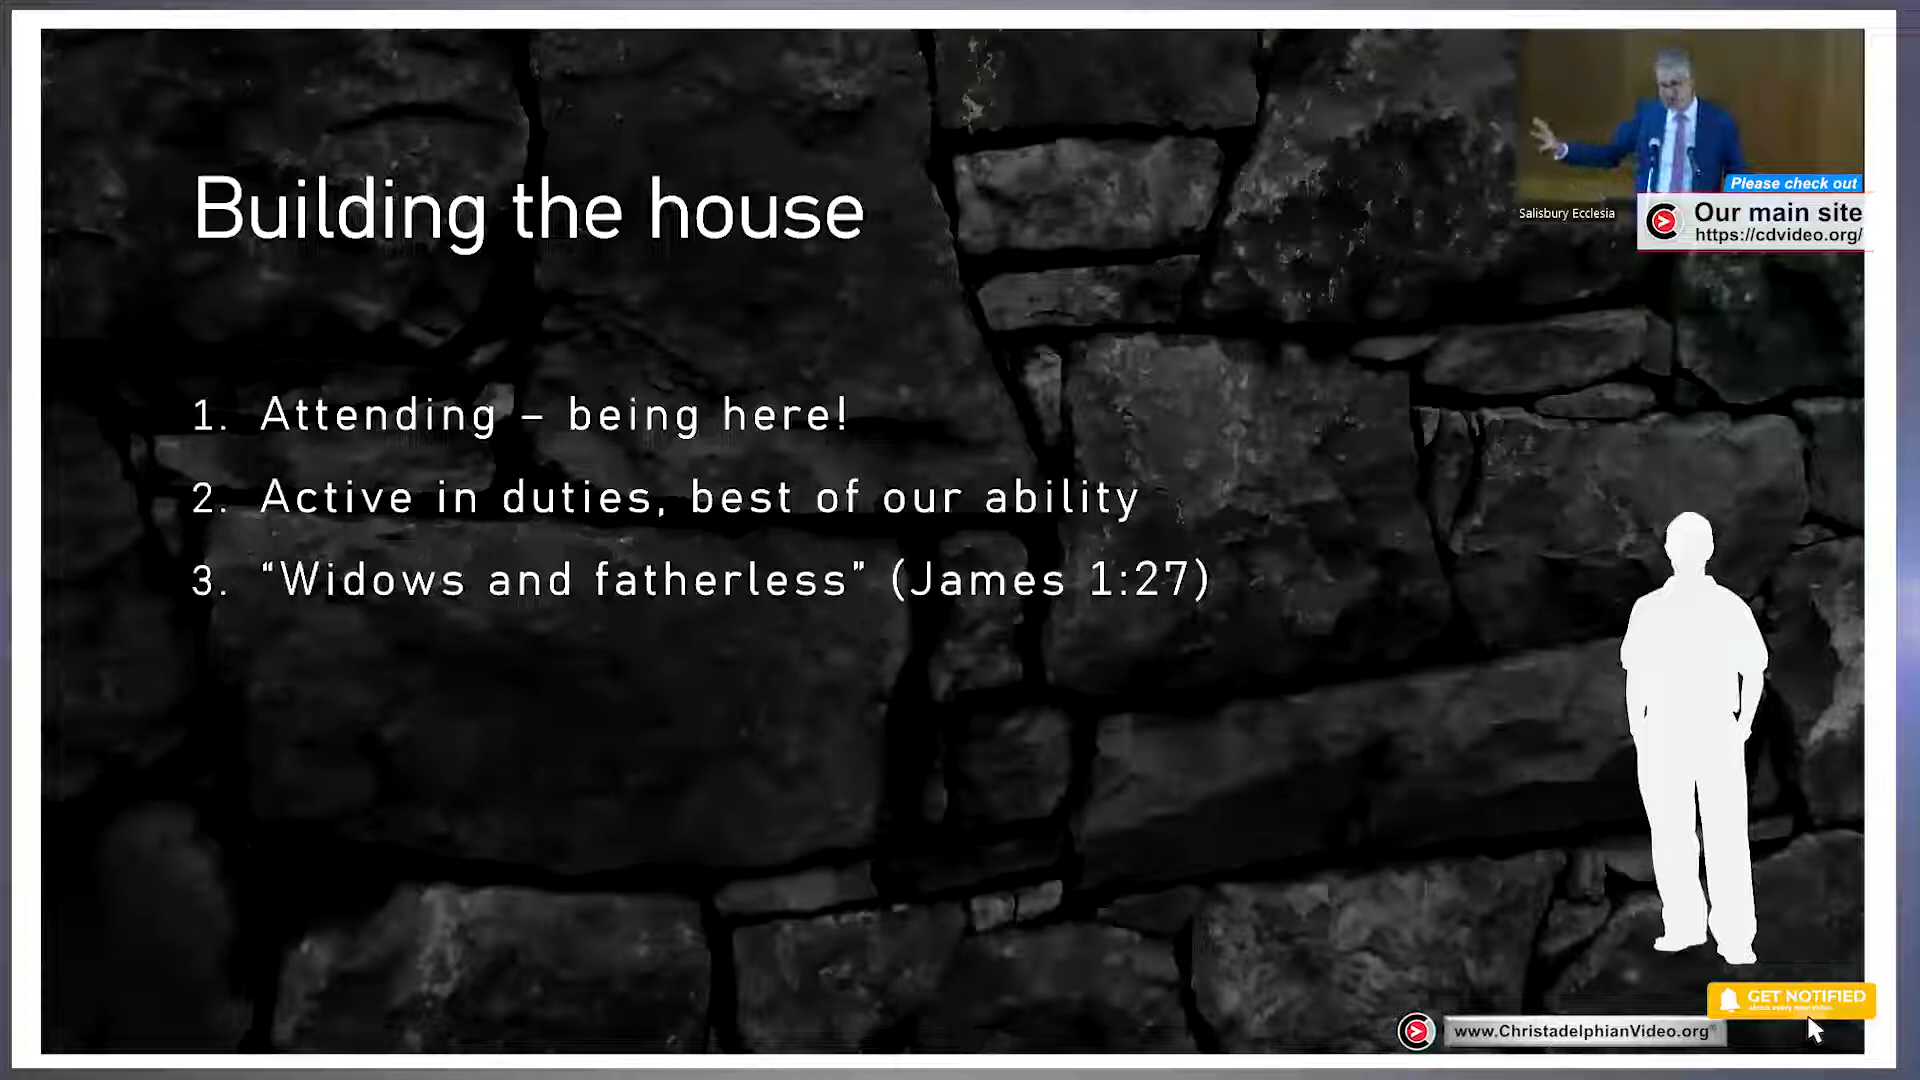 Building the house
1. Attending – being here!
2. Active in duties, best of our ability
3. “Widows and fatherless” (James 1:27)
Salisbury Ecclesia
Please check out
Our main site
https://cdvideo.org/
GET NOTIFIED
www.ChristadelphianVideo.org